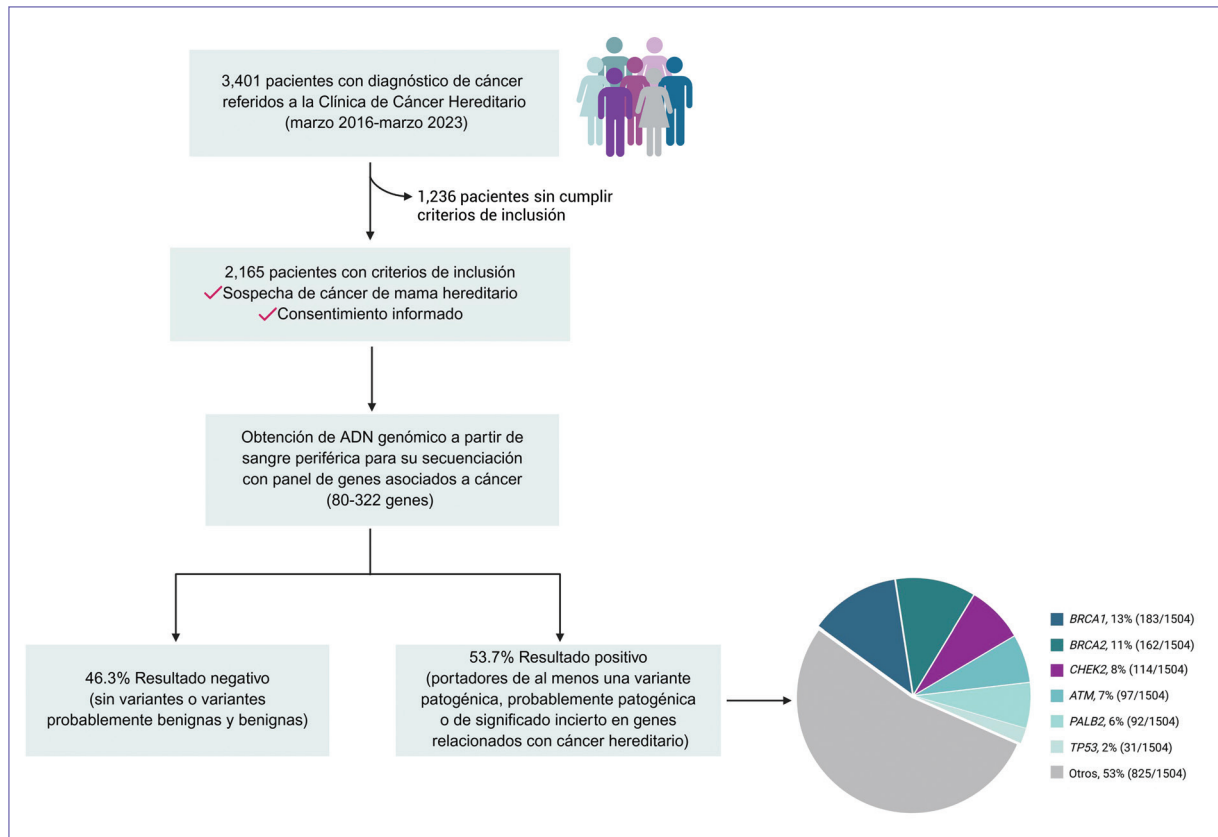 3,401 pacientes con diagnóstico de cáncer
referidos a la Clínica de Cáncer Hereditario
(marzo 2016-marzo 2023)
1,236 pacientes sin cumplir
criterios de inclusión
2,165 pacientes con criterios de inclusión
Sospecha de cáncer de mama hereditario
Consentimiento informado
Obtención de ADN genómico a partir de
sangre periférica para su secuenciación
con panel de genes asociados a cáncer
(80-322 genes)
46.3% Resultado negativo
(sin variantes o variantes
probablemente benignas y benignas)
53.7% Resultado positivo
(portadores de al menos una variante
patogénica, probablemente patogénica
o de significado incierto en genes
relacionados con cáncer hereditario)
BRCA1, 13% (183/1504)
BRCA2, 11% (162/1504)
CHEK2, 8% (114/1504)
ATM, 7% (97/1504)
PALB2, 6% (92/1504)
TP53, 2% (31/1504)
Otros, 53% (825/1504)